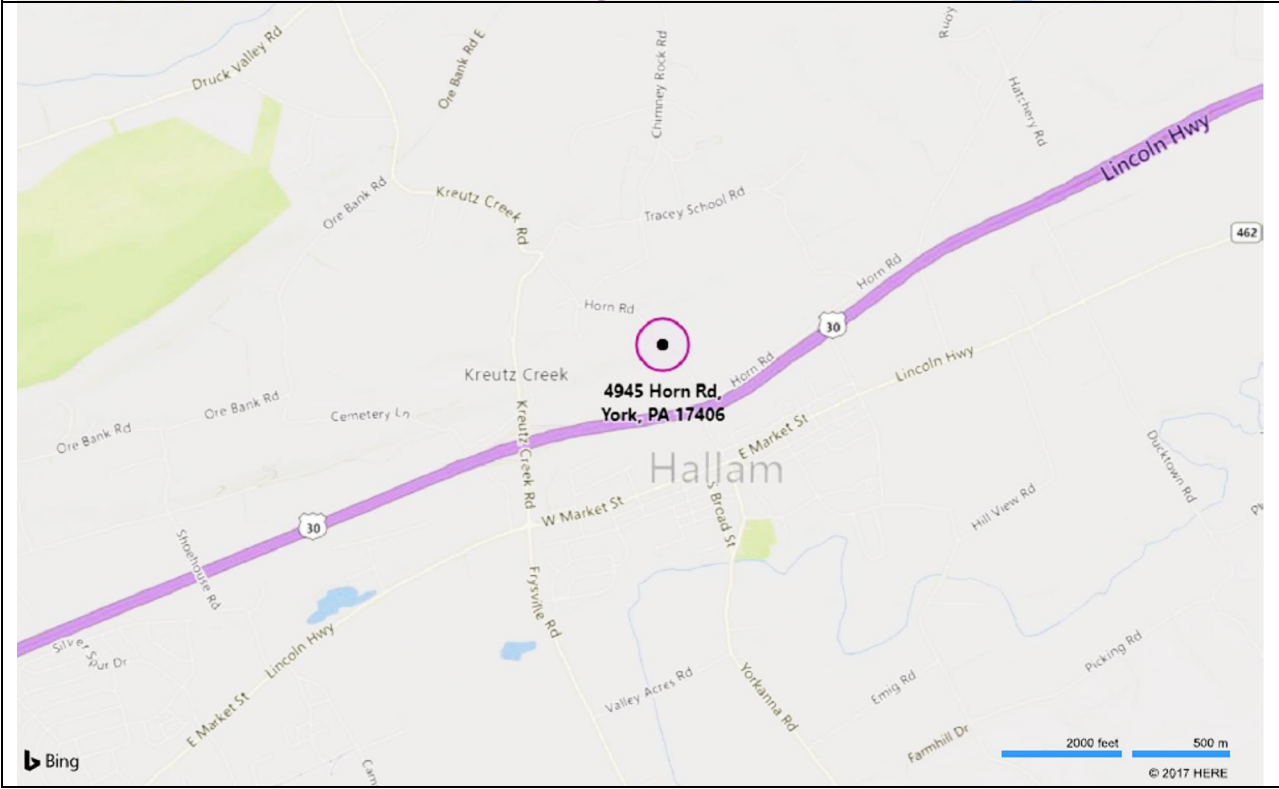 Druck Valley Rd
Ore Bank Rd E
Chimney Rock Rd
Hatchery Rd
Lincoln Hwy
Ore Bank Rd
Kreutz Creek Rd
Tracey School Rd
462
Horn Rd
Horn Rd
30
Kreutz Creek
Horn Rd
Lincoln Hwy
4945 Horn Rd,
York, PA 17406
Ore Bank Rd
Cemetery Ln
Ore Bank Rd
Kreutz Creek Rd
E Market St
Hallam
Ducktown Rd
S Broad St
W Market St
Hill View Rd
30
Shoehouse Rd
Frysville Rd
Silver Spur Dr
Lincoln Hwy
Valley Acres Rd
Yorkanna Rd
Emig Rd
Picking Rd
E Market St
Farmhill Dr
Bing
2000 feet
500 m
© 2017 HERE